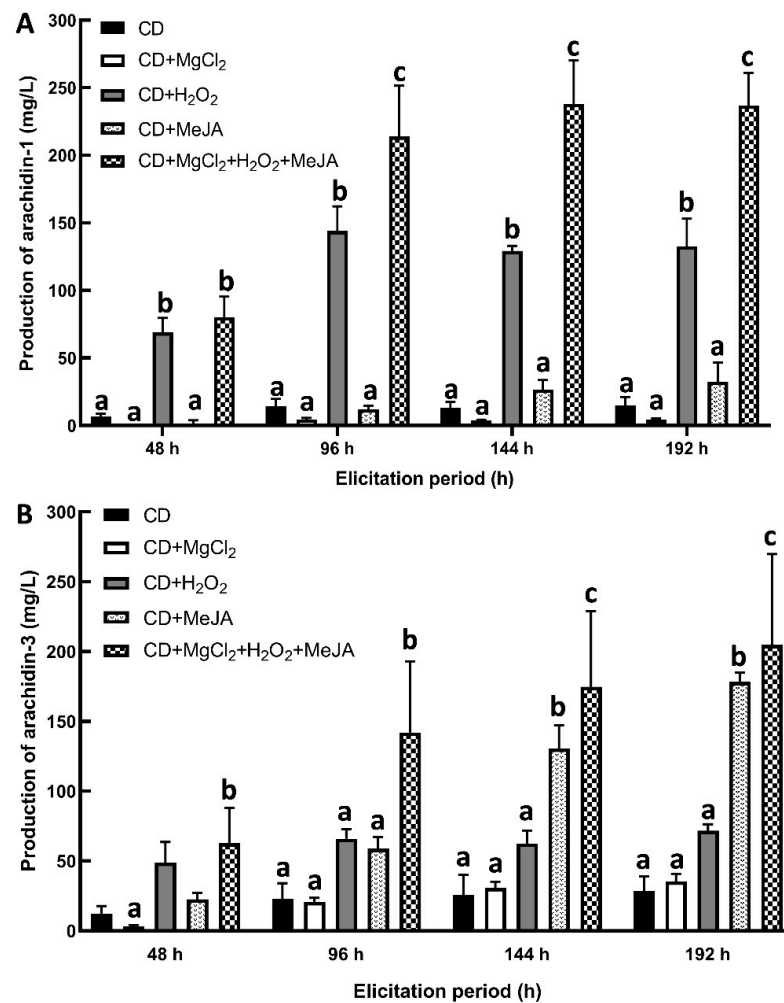 A
300
250
200
150
100
50
0
Production of arachidin-1 (mg/L)
CD
CD+MgCl₂
CD+H₂O₂
CD+MeJA
CD+MgCl₂+H₂O₂+MeJA
a a b a b
a a b a c
a a b a c
a a b a c
48 h 96 h 144 h 192 h
Elicitation period (h)
B
300
250
200
150
100
50
0
Production of arachidin-3 (mg/L)
CD
CD+MgCl₂
CD+H₂O₂
CD+MeJA
CD+MgCl₂+H₂O₂+MeJA
a b
a a a a b
a a a b c
a a a b c
48 h 96 h 144 h 192 h
Elicitation period (h)